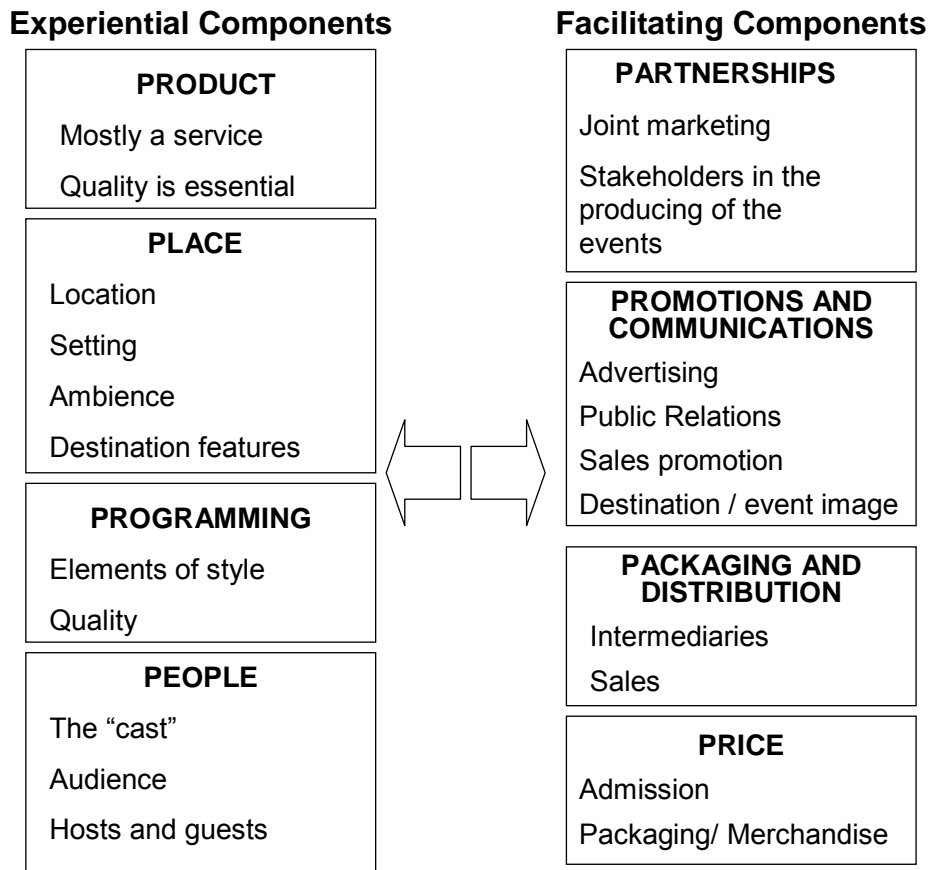 Experiential Components
PRODUCT
Mostly a service
Quality is essential
PLACE
Location
Setting
Ambience
Destination features
PROGRAMMING
Elements of style
Quality
PEOPLE
The “cast”
Audience
Hosts and guests
Facilitating Components
PARTNERSHIPS
Joint marketing
Stakeholders in the
producing of the
events
PROMOTIONS AND
COMMUNICATIONS
Advertising
Public Relations
Sales promotion
Destination / event image
PACKAGING AND
DISTRIBUTION
Intermediaries
Sales
PRICE
Admission
Packaging/ Merchandise